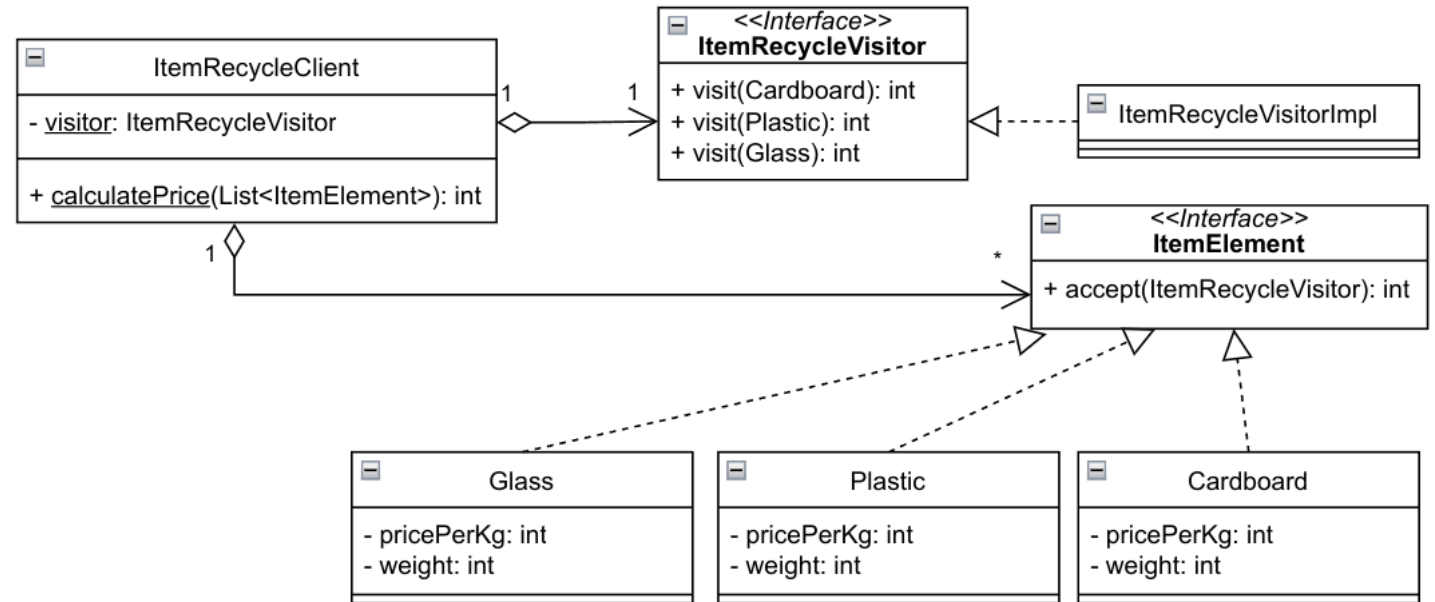 ItemRecycleClient
- visitor: ItemRecycleVisitor
+ calculatePrice(List<ItemElement>): int
1
1
<<Interface>>
ItemRecycleVisitor
+ visit(Cardboard): int
+ visit(Plastic): int
+ visit(Glass): int
ItemRecycleVisitorImpl
1
*
<<Interface>>
ItemElement
+ accept(ItemRecycleVisitor): int
Glass
- pricePerKg: int
- weight: int
Plastic
- pricePerKg: int
- weight: int
Cardboard
- pricePerKg: int
- weight: int